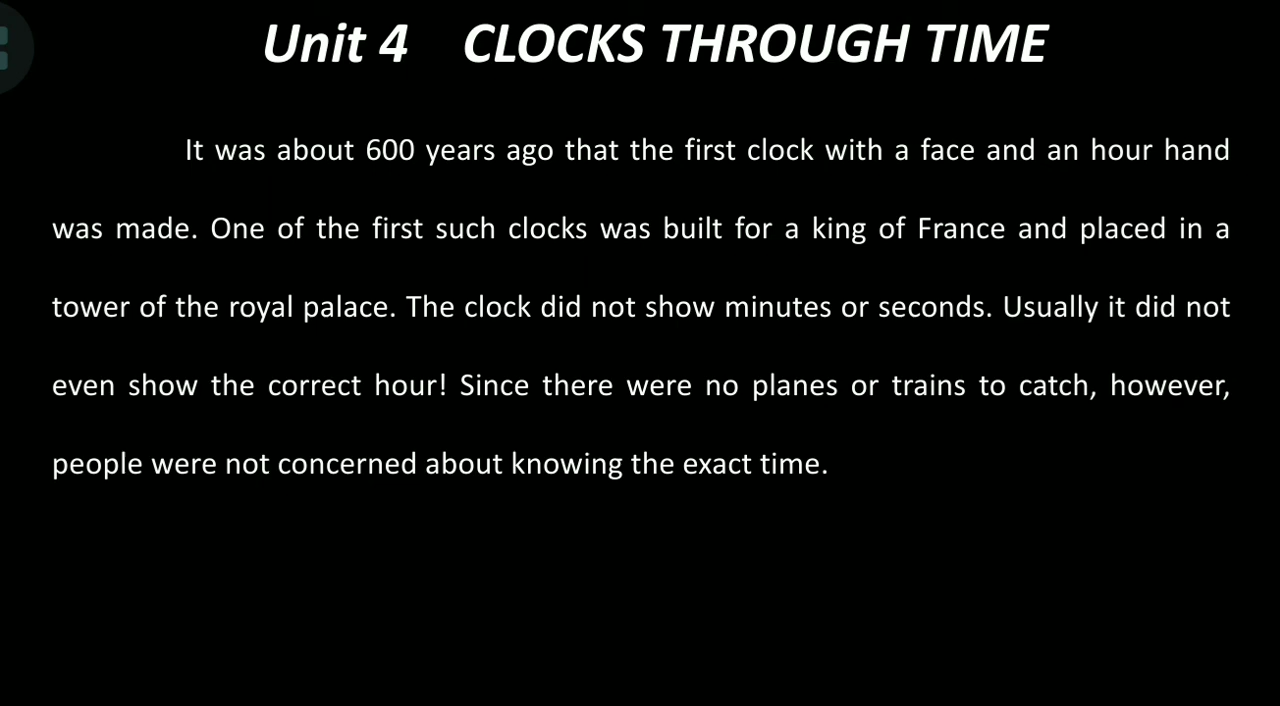 Unit 4 CLOCKS THROUGH TIME
It was about 600 years ago that the first clock with a face and an hour hand
was made. One of the first such clocks was built for a king of France and placed in a
tower of the royal palace. The clock did not show minutes or seconds. Usually it did not
even show the correct hour! Since there were no planes or trains to catch, however,
people were not concerned about knowing the exact time.